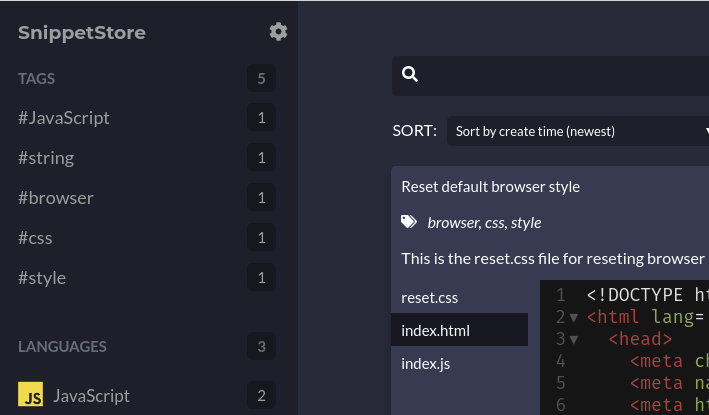 SnippetStore
TAGS 5
#JavaScript 1
#string 1
#browser 1
#css 1
#style 1
LANGUAGES 3
JS JavaScript 2
SORT: Sort by create time (newest)
Reset default browser style
browser, css, style
This is the reset.css file for reseting browser
reset.css
index.html
index.js
1 <!DOCTYPE ht
2 <html lang=
3 <head>
4 <meta ch
5 <meta na
6 <meta ht